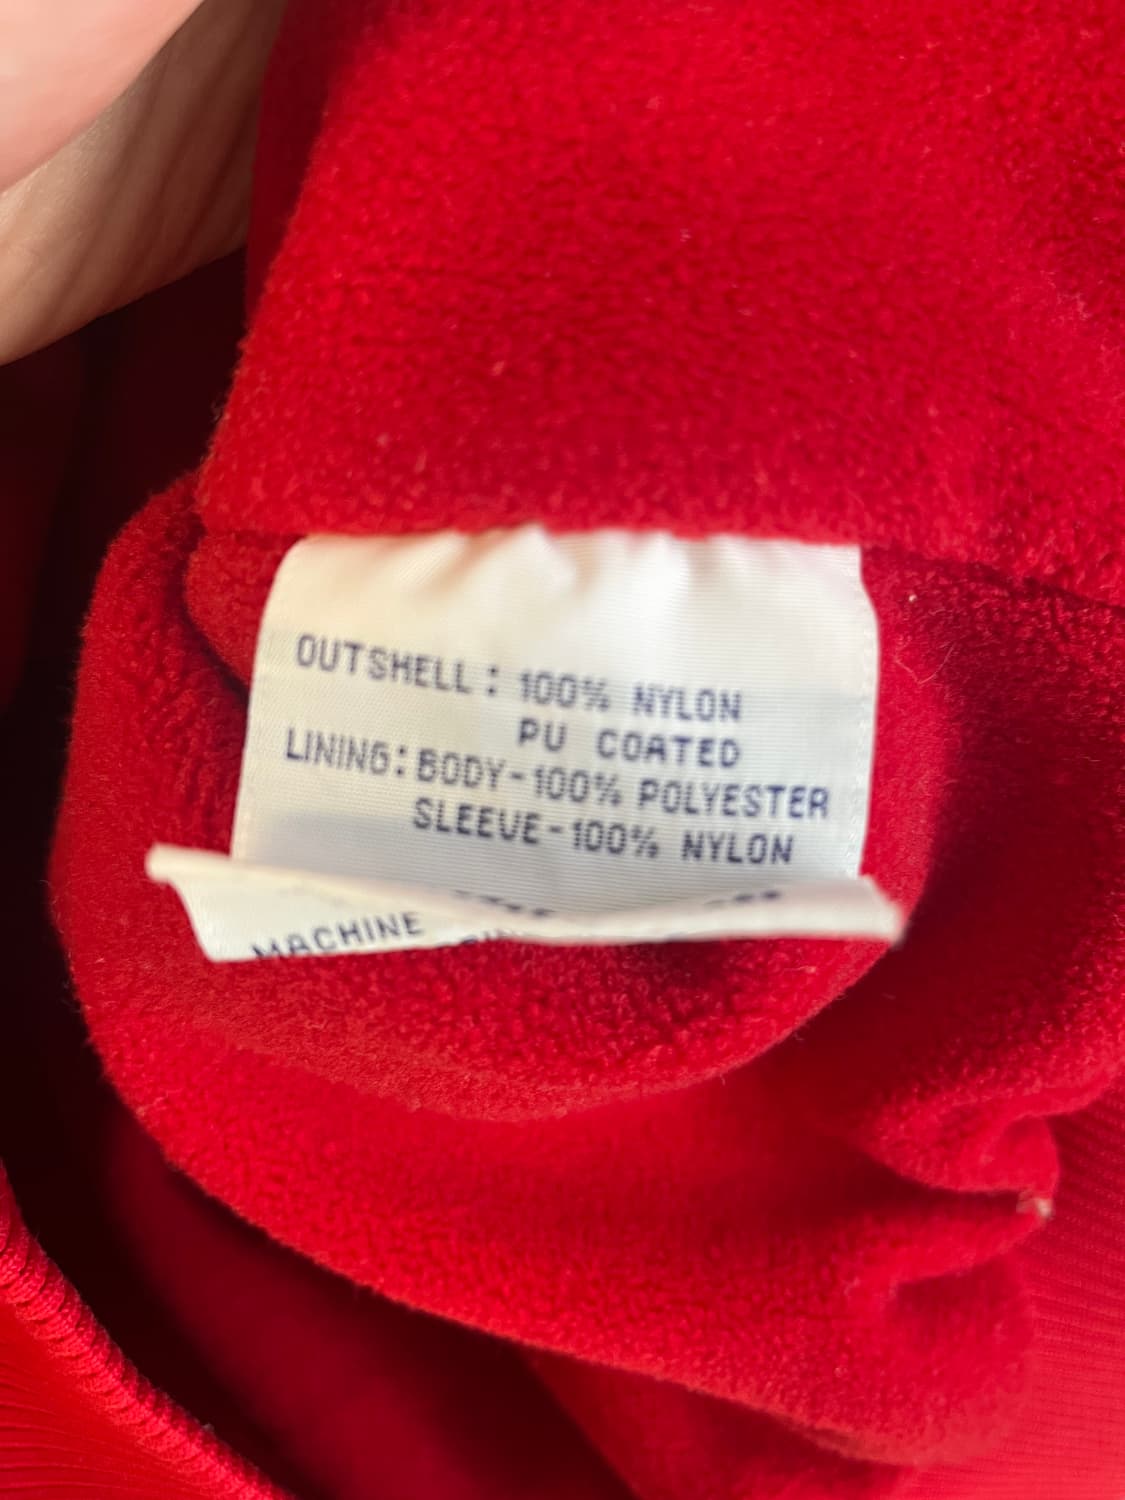 OUTSHELL: 100% NYLON
PU COATED
LINING: BODY-100% POLYESTER
SLEEVE-100% NYLON
MACHINE